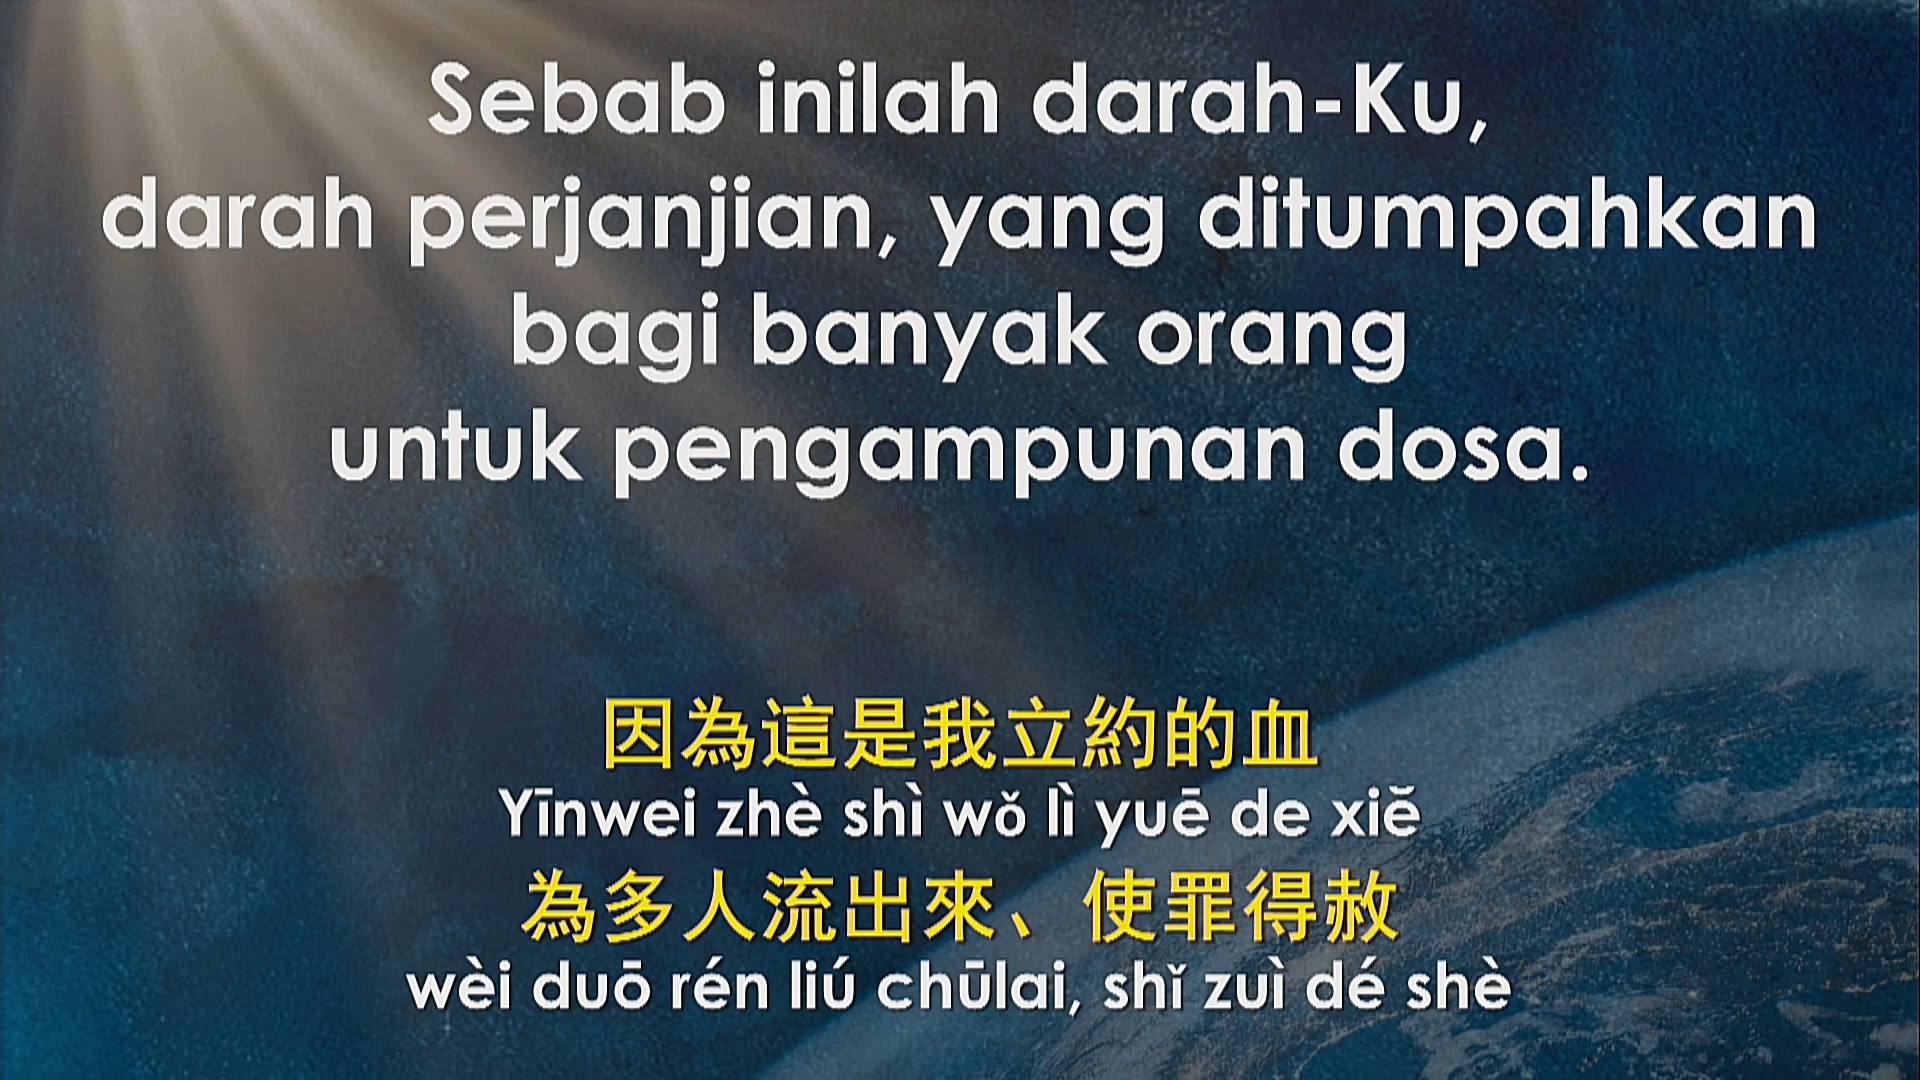 Sebab inilah darah-Ku,
darah perjanjian, yang ditumpahkan
bagi banyak orang
untuk pengampunan dosa.
因為這是我立約的血
Yīnwei zhè shì wǒ lì yuē de xiě
為多人流出來、使罪得赦
wèi duō rén liú chūlai, shǐ zuì dé shè